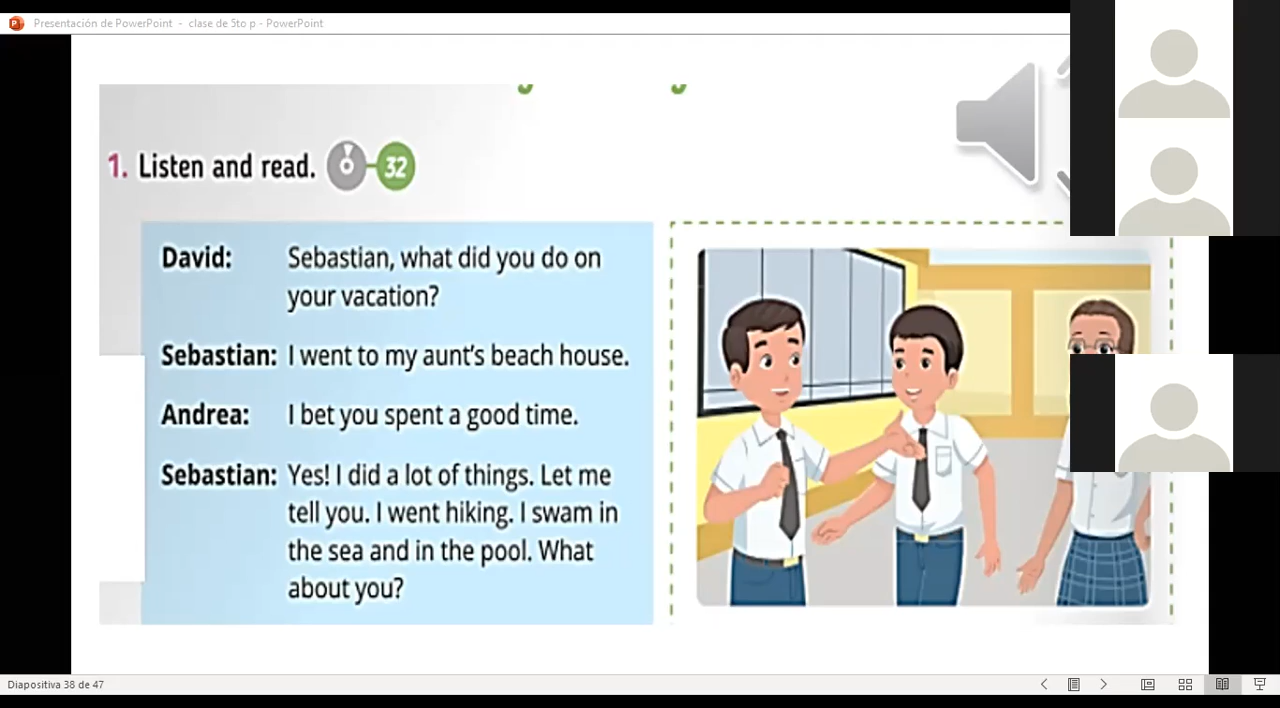 Presentación de PowerPoint - clase de 5to p - PowerPoint
1. Listen and read. 32
David: Sebastian, what did you do on
your vacation?
Sebastian: I went to my aunt's beach house.
Andrea: I bet you spent a good time.
Sebastian: Yes! I did a lot of things. Let me
tell you. I went hiking. I swam in
the sea and in the pool. What
about you?
Diapositiva 38 de 47